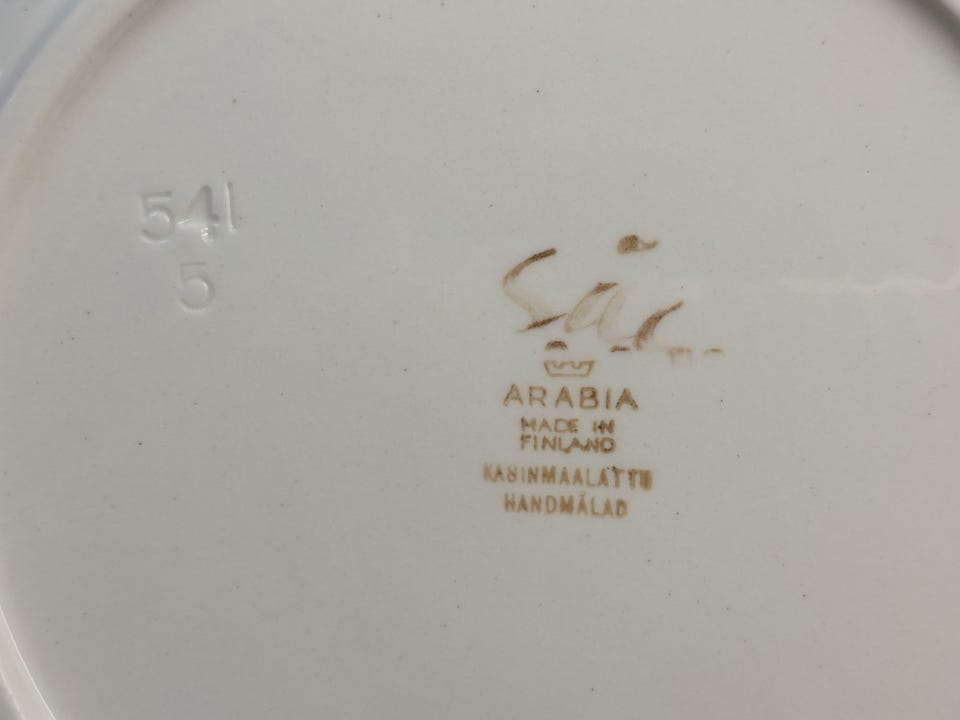 541
5
ARABIA
MADE IN
FINLAND
KÄSINMAALATTU
HANDMÅLAD